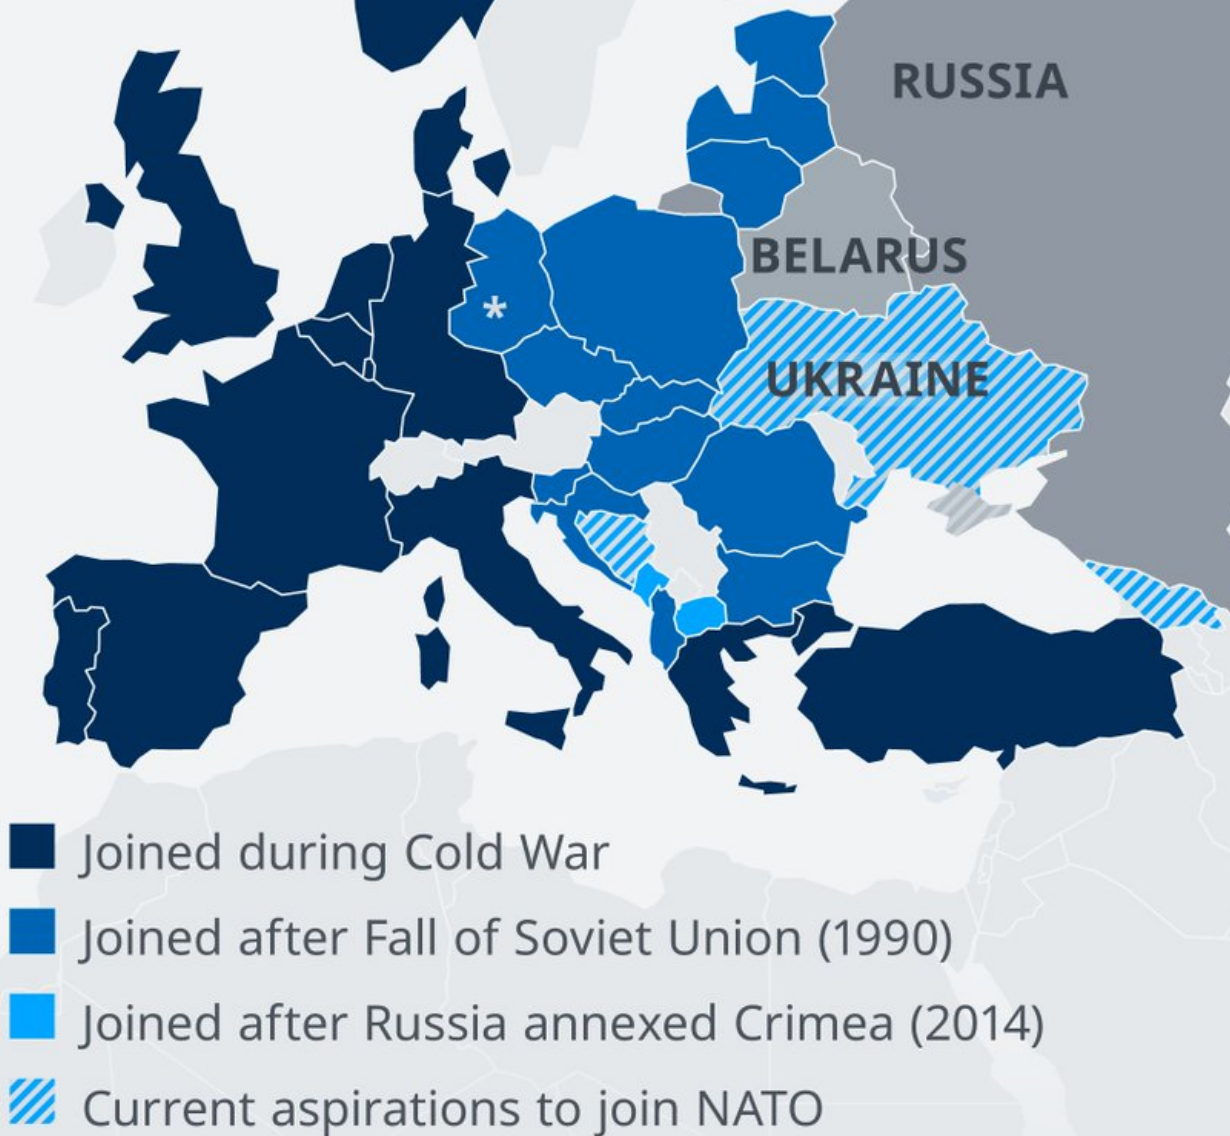 RUSSIA
BELARUS
*
UKRAINE
Joined during Cold War
Joined after Fall of Soviet Union (1990)
Joined after Russia annexed Crimea (2014)
Current aspirations to join NATO